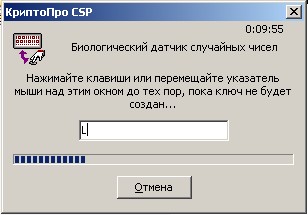 КриптоПро CSP
0:09:55
Биологический датчик случайных чисел
Нажимайте клавиши или перемещайте указатель
мыши над этим окном до тех пор, пока ключ не будет
создан...
L
Отмена